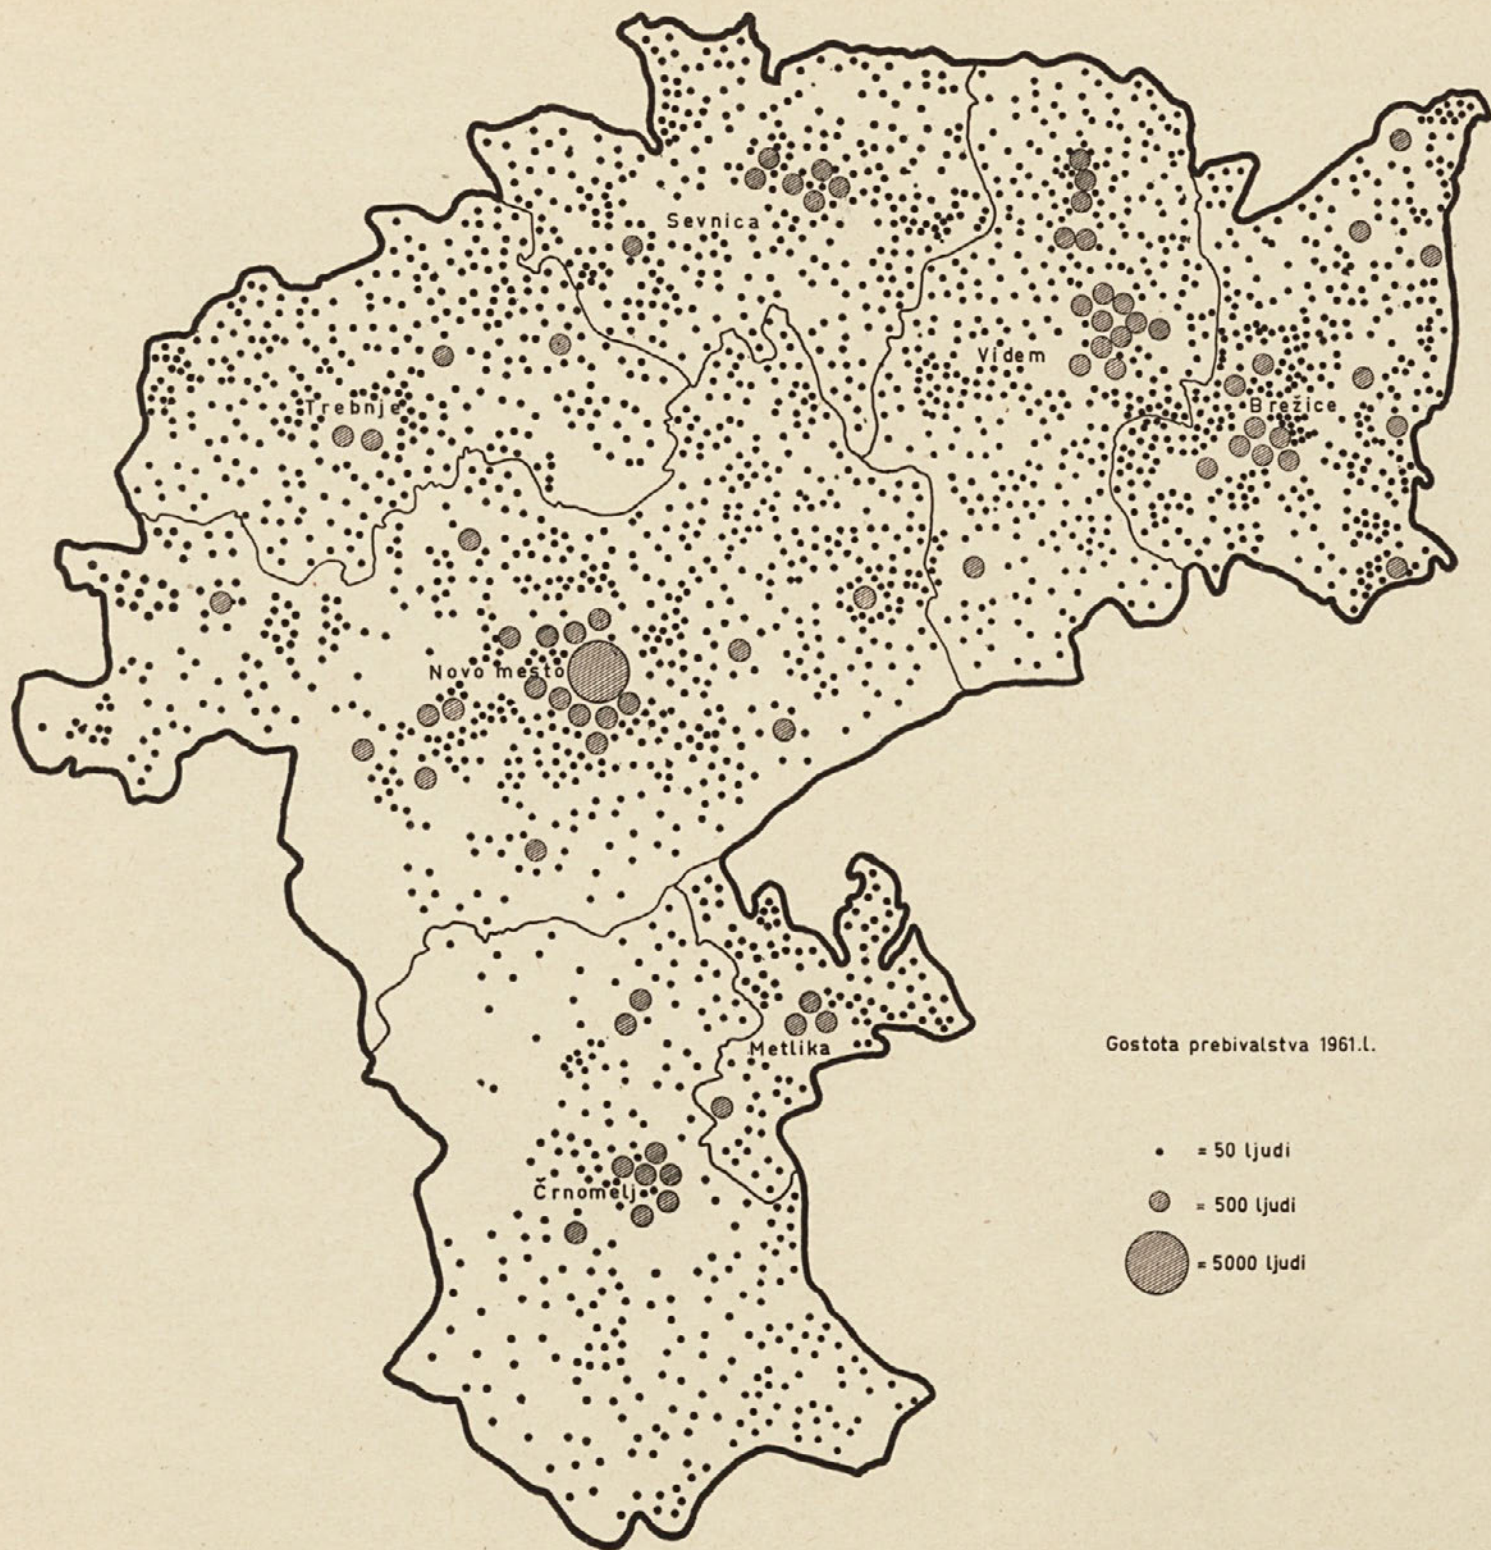 Sevnica
Videm
Trebnje
Brežice
Novo mesto
Metlika
Črnomelj
Gostota prebivalstva 1961.l.
= 50 ljudi
= 500 ljudi
= 5000 ljudi